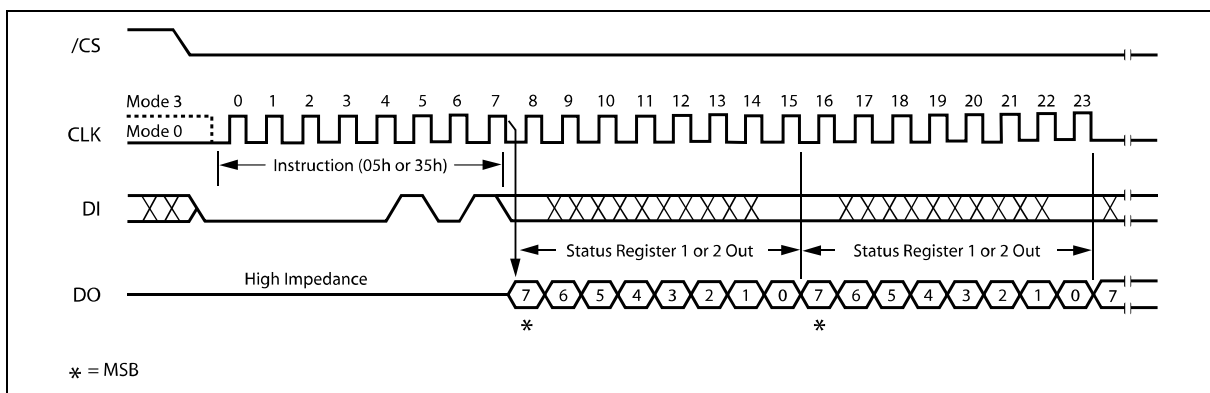 /CS
Mode 3 0 1 2 3 4 5 6 7 8 9 10 11 12 13 14 15 16 17 18 19 20 21 22 23
CLK Mode 0
Instruction (05h or 35h)
DI
Status Register 1 or 2 Out Status Register 1 or 2 Out
High Impedance
DO 7 6 5 4 3 2 1 0 7 6 5 4 3 2 1 0 7
* *
* = MSB